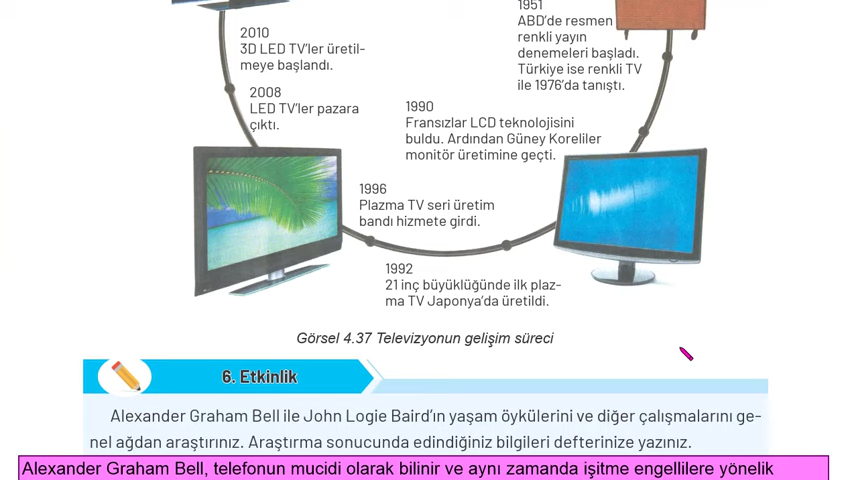 1951
ABD'de resmen
renkli yayın
denemeleri başladı.
Türkiye ise renkli TV
ile 1976'da tanıştı.
2010
3D LED TV'ler üretil-
meye başlandı.
2008
LED TV'ler pazara
çıktı.
1990
Fransızlar LCD teknolojisini
buldu. Ardından Güney Koreliler
monitör üretimine geçti.
1996
Plazma TV seri üretim
bandı hizmete girdi.
1992
21 inç büyüklüğünde ilk plaz-
ma TV Japonya'da üretildi.
Görsel 4.37 Televizyonun gelişim süreci
6. Etkinlik
Alexander Graham Bell ile John Logie Baird'ın yaşam öykülerini ve diğer çalışmalarını ge-
nel ağdan araştırınız. Araştırma sonucunda edindiğiniz bilgileri defterinize yazınız.
Alexander Graham Bell, telefonun mucidi olarak bilinir ve aynı zamanda işitme engellilere yönelik